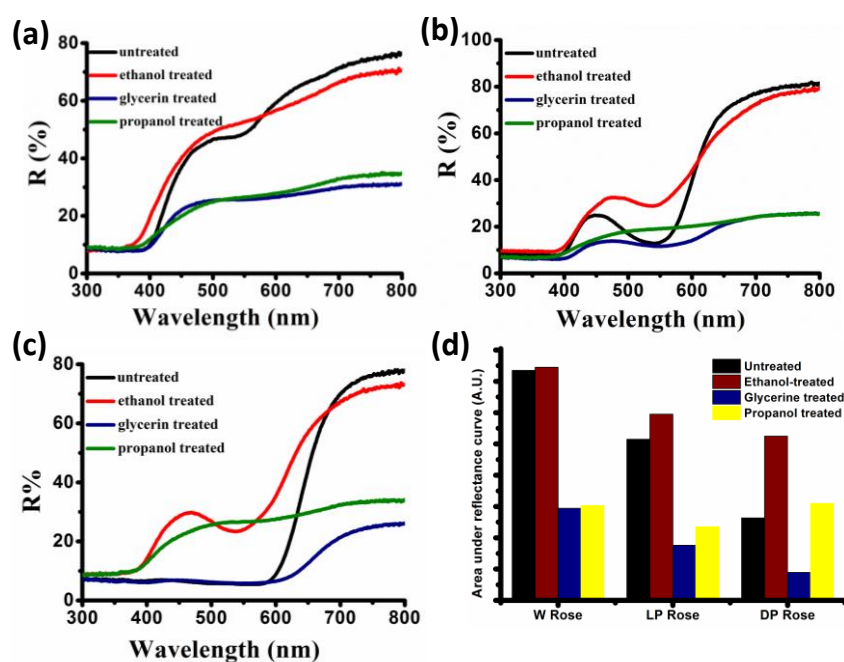 (a)
80
60
40
20
0
R (%)
untreated
ethanol treated
glycerin treated
propanol treated
300 400 500 600 700 800
Wavelength (nm)
(b)
100
80
60
40
20
0
R (%)
untreated
ethanol treated
glycerin treated
propanol treated
300 400 500 600 700 800
Wavelength (nm)
(c)
80
60
40
20
0
R%
untreated
ethanol treated
glycerin treated
propanol treated
300 400 500 600 700 800
Wavelength (nm)
(d)
Area under reflectance curve (A.U.)
Untreated
Ethanol-treated
Glycerine treated
Propanol treated
W Rose LP Rose DP Rose